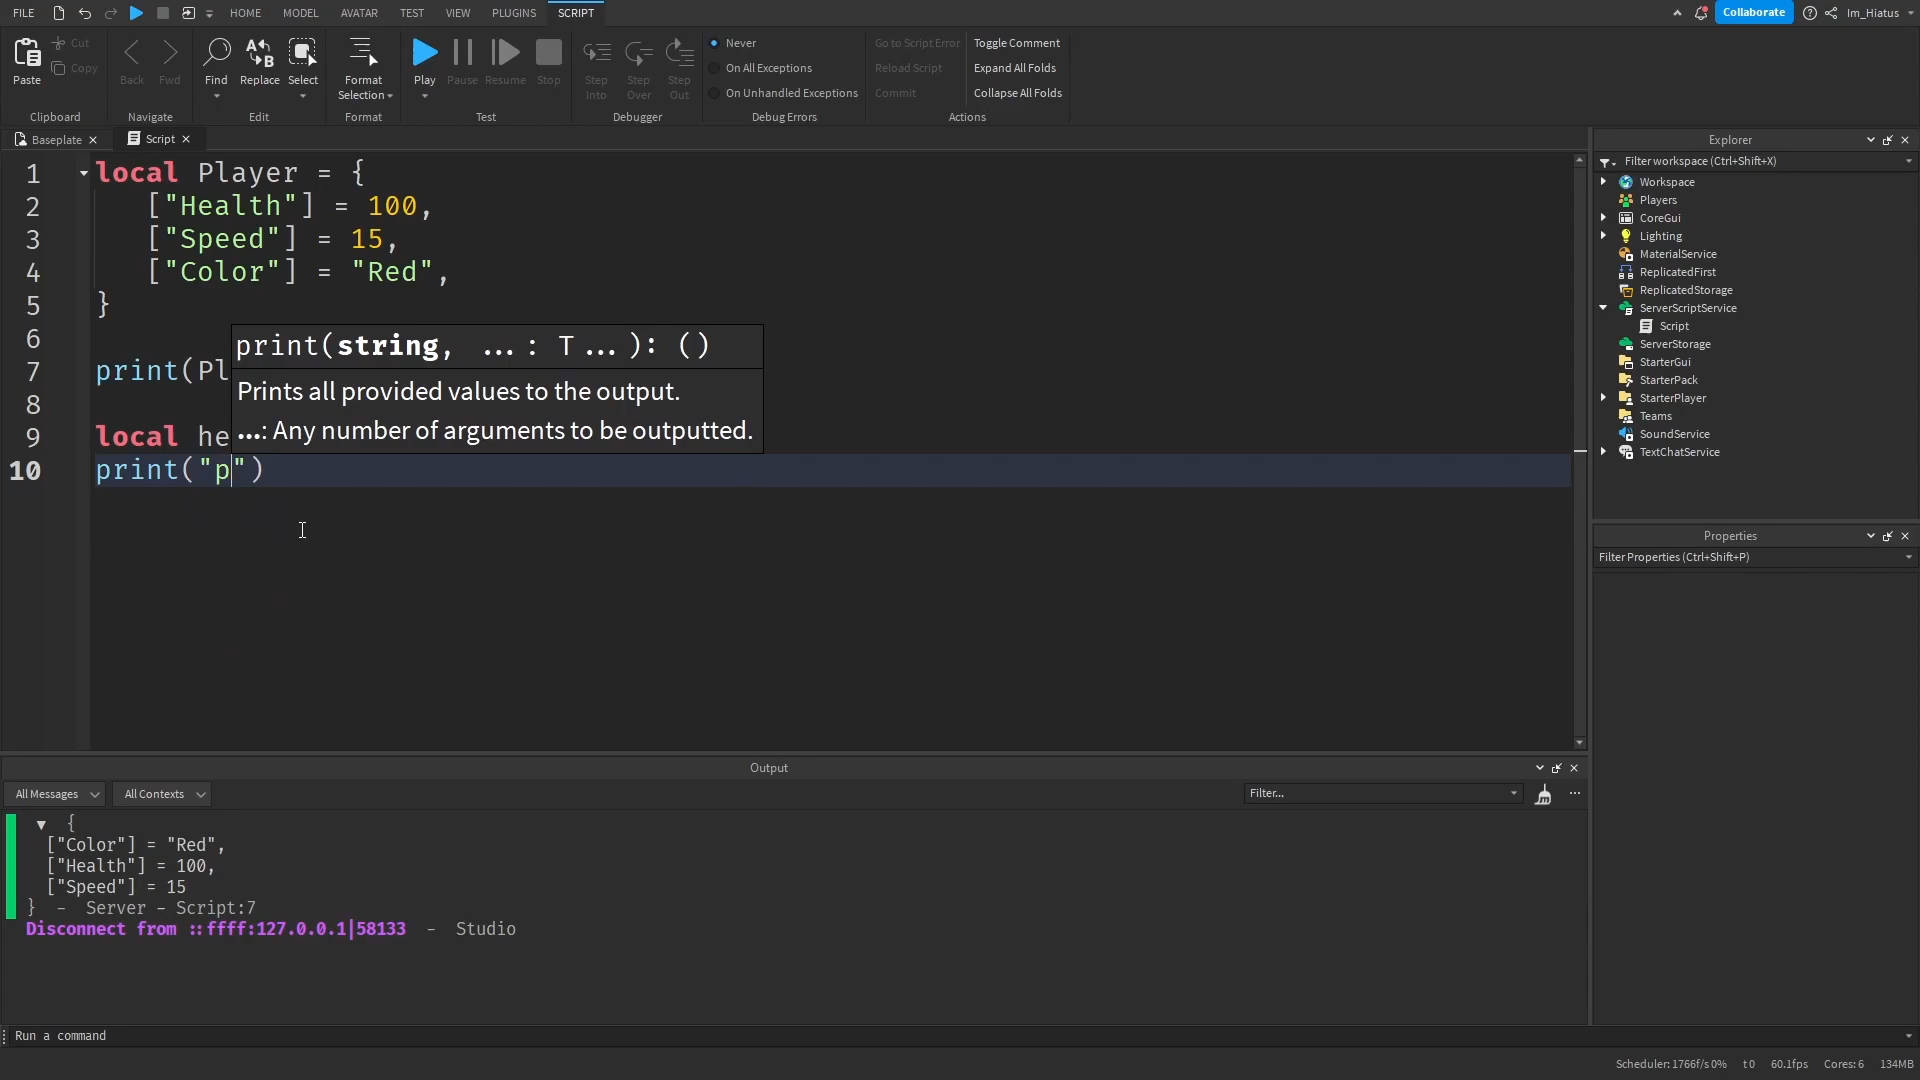 FILE HOME MODEL AVATAR TEST VIEW PLUGINS SCRIPT Collaborate Im_Hiatus
Paste Cut Copy Back Fwd Find Replace Select Format Selection Play Pause Resume Stop Step Into Step Over Step Out
Never Go to Script Error Toggle Comment
On All Exceptions Reload Script Expand All Folds
On Unhandled Exceptions Commit Collapse All Folds
Clipboard Navigate Edit Format Test Debugger Debug Errors Actions
Baseplate Script
1 local Player = {
2 ["Health"] = 100,
3 ["Speed"] = 15,
4 ["Color"] = "Red",
5 }
6
7 print(Pl
8
9 local he
10 print("p")
print(string, ...: T...): ()
Prints all provided values to the output.
...: Any number of arguments to be outputted.
Explorer
Filter workspace (Ctrl+Shift+X)
Workspace
Players
CoreGui
Lighting
MaterialService
ReplicatedFirst
ReplicatedStorage
ServerScriptService
Script
ServerStorage
StarterGui
StarterPack
StarterPlayer
Teams
SoundService
TextChatService
Properties
Filter Properties (Ctrl+Shift+P)
Output
All Messages All Contexts Filter... ...
{
["Color"] = "Red",
["Health"] = 100,
["Speed"] = 15
} - Server - Script:7
Disconnect from ::ffff:127.0.0.1|58133 - Studio
Run a command
Scheduler: 1766f/s 0% t 0 60.1fps Cores: 6 134MB